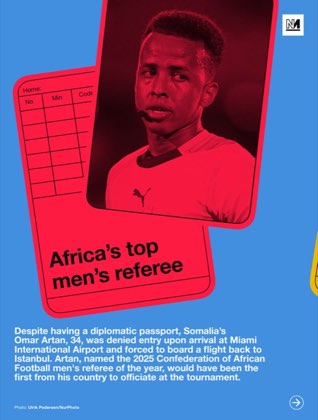 Home:
No Min
Africa's top
men's referee
Despite having a diplomatic passport, Somalia's
Omar Artan, 34, was denied entry upon arrival at Miami
International Airport and forced to board a flight back to
Istanbul. Artan, named the 2025 Confederation of African
Football men's referee of the year, would have been the
first from his country to officiate at the tournament.
Photo: Ulrik Pedersen/NurPhoto